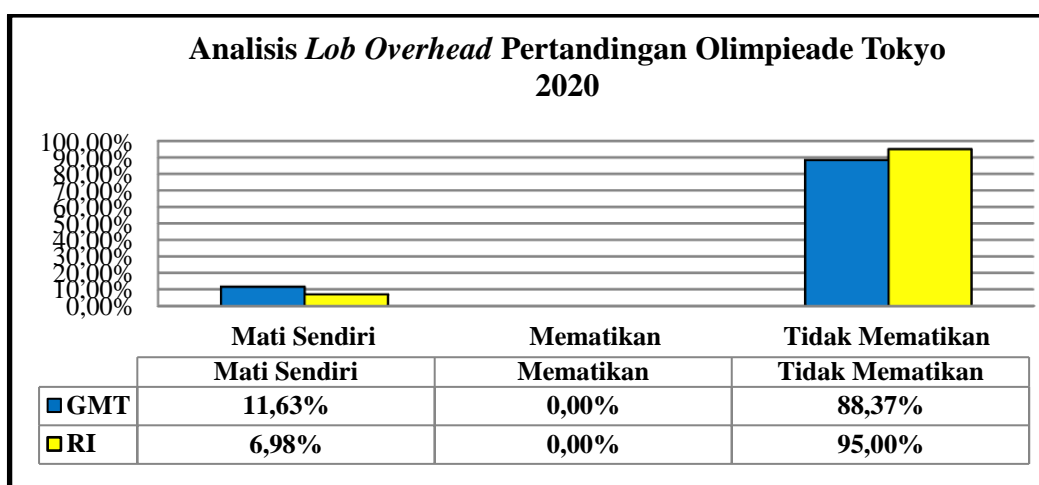 Analisis Lob Overhead Pertandingan Olimpieade Tokyo
2020
100,00%
90,00%
80,00%
70,00%
60,00%
50,00%
40,00%
30,00%
20,00%
10,00%
0,00%
Mati Sendiri Mematikan Tidak Mematikan
Mati Sendiri Mematikan Tidak Mematikan
GMT 11,63% 0,00% 88,37%
RI 6,98% 0,00% 95,00%